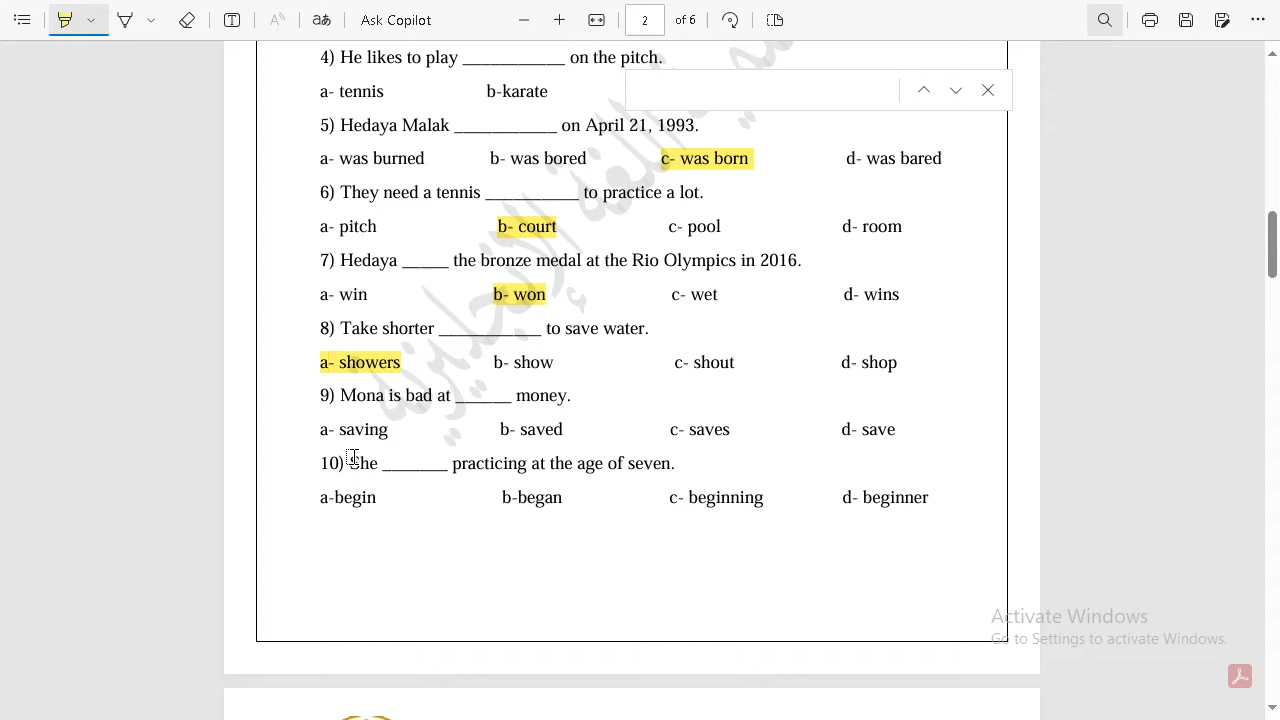 Ask Copilot
2 of 6
4) He likes to play ___________ on the pitch.
a- tennis b-karate
5) Hedaya Malak ___________ on April 21, 1993.
a- was burned b- was bored c- was born d- was bared
6) They need a tennis __________ to practice a lot.
a- pitch b- court c- pool d- room
7) Hedaya _____ the bronze medal at the Rio Olympics in 2016.
a- win b- won c- wet d- wins
8) Take shorter ___________ to save water.
a- showers b- show c- shout d- shop
9) Mona is bad at ______ money.
a- saving b- saved c- saves d- save
10) She _______ practicing at the age of seven.
a-begin b-began c- beginning d- beginner
Activate Windows
Go to Settings to activate Windows.